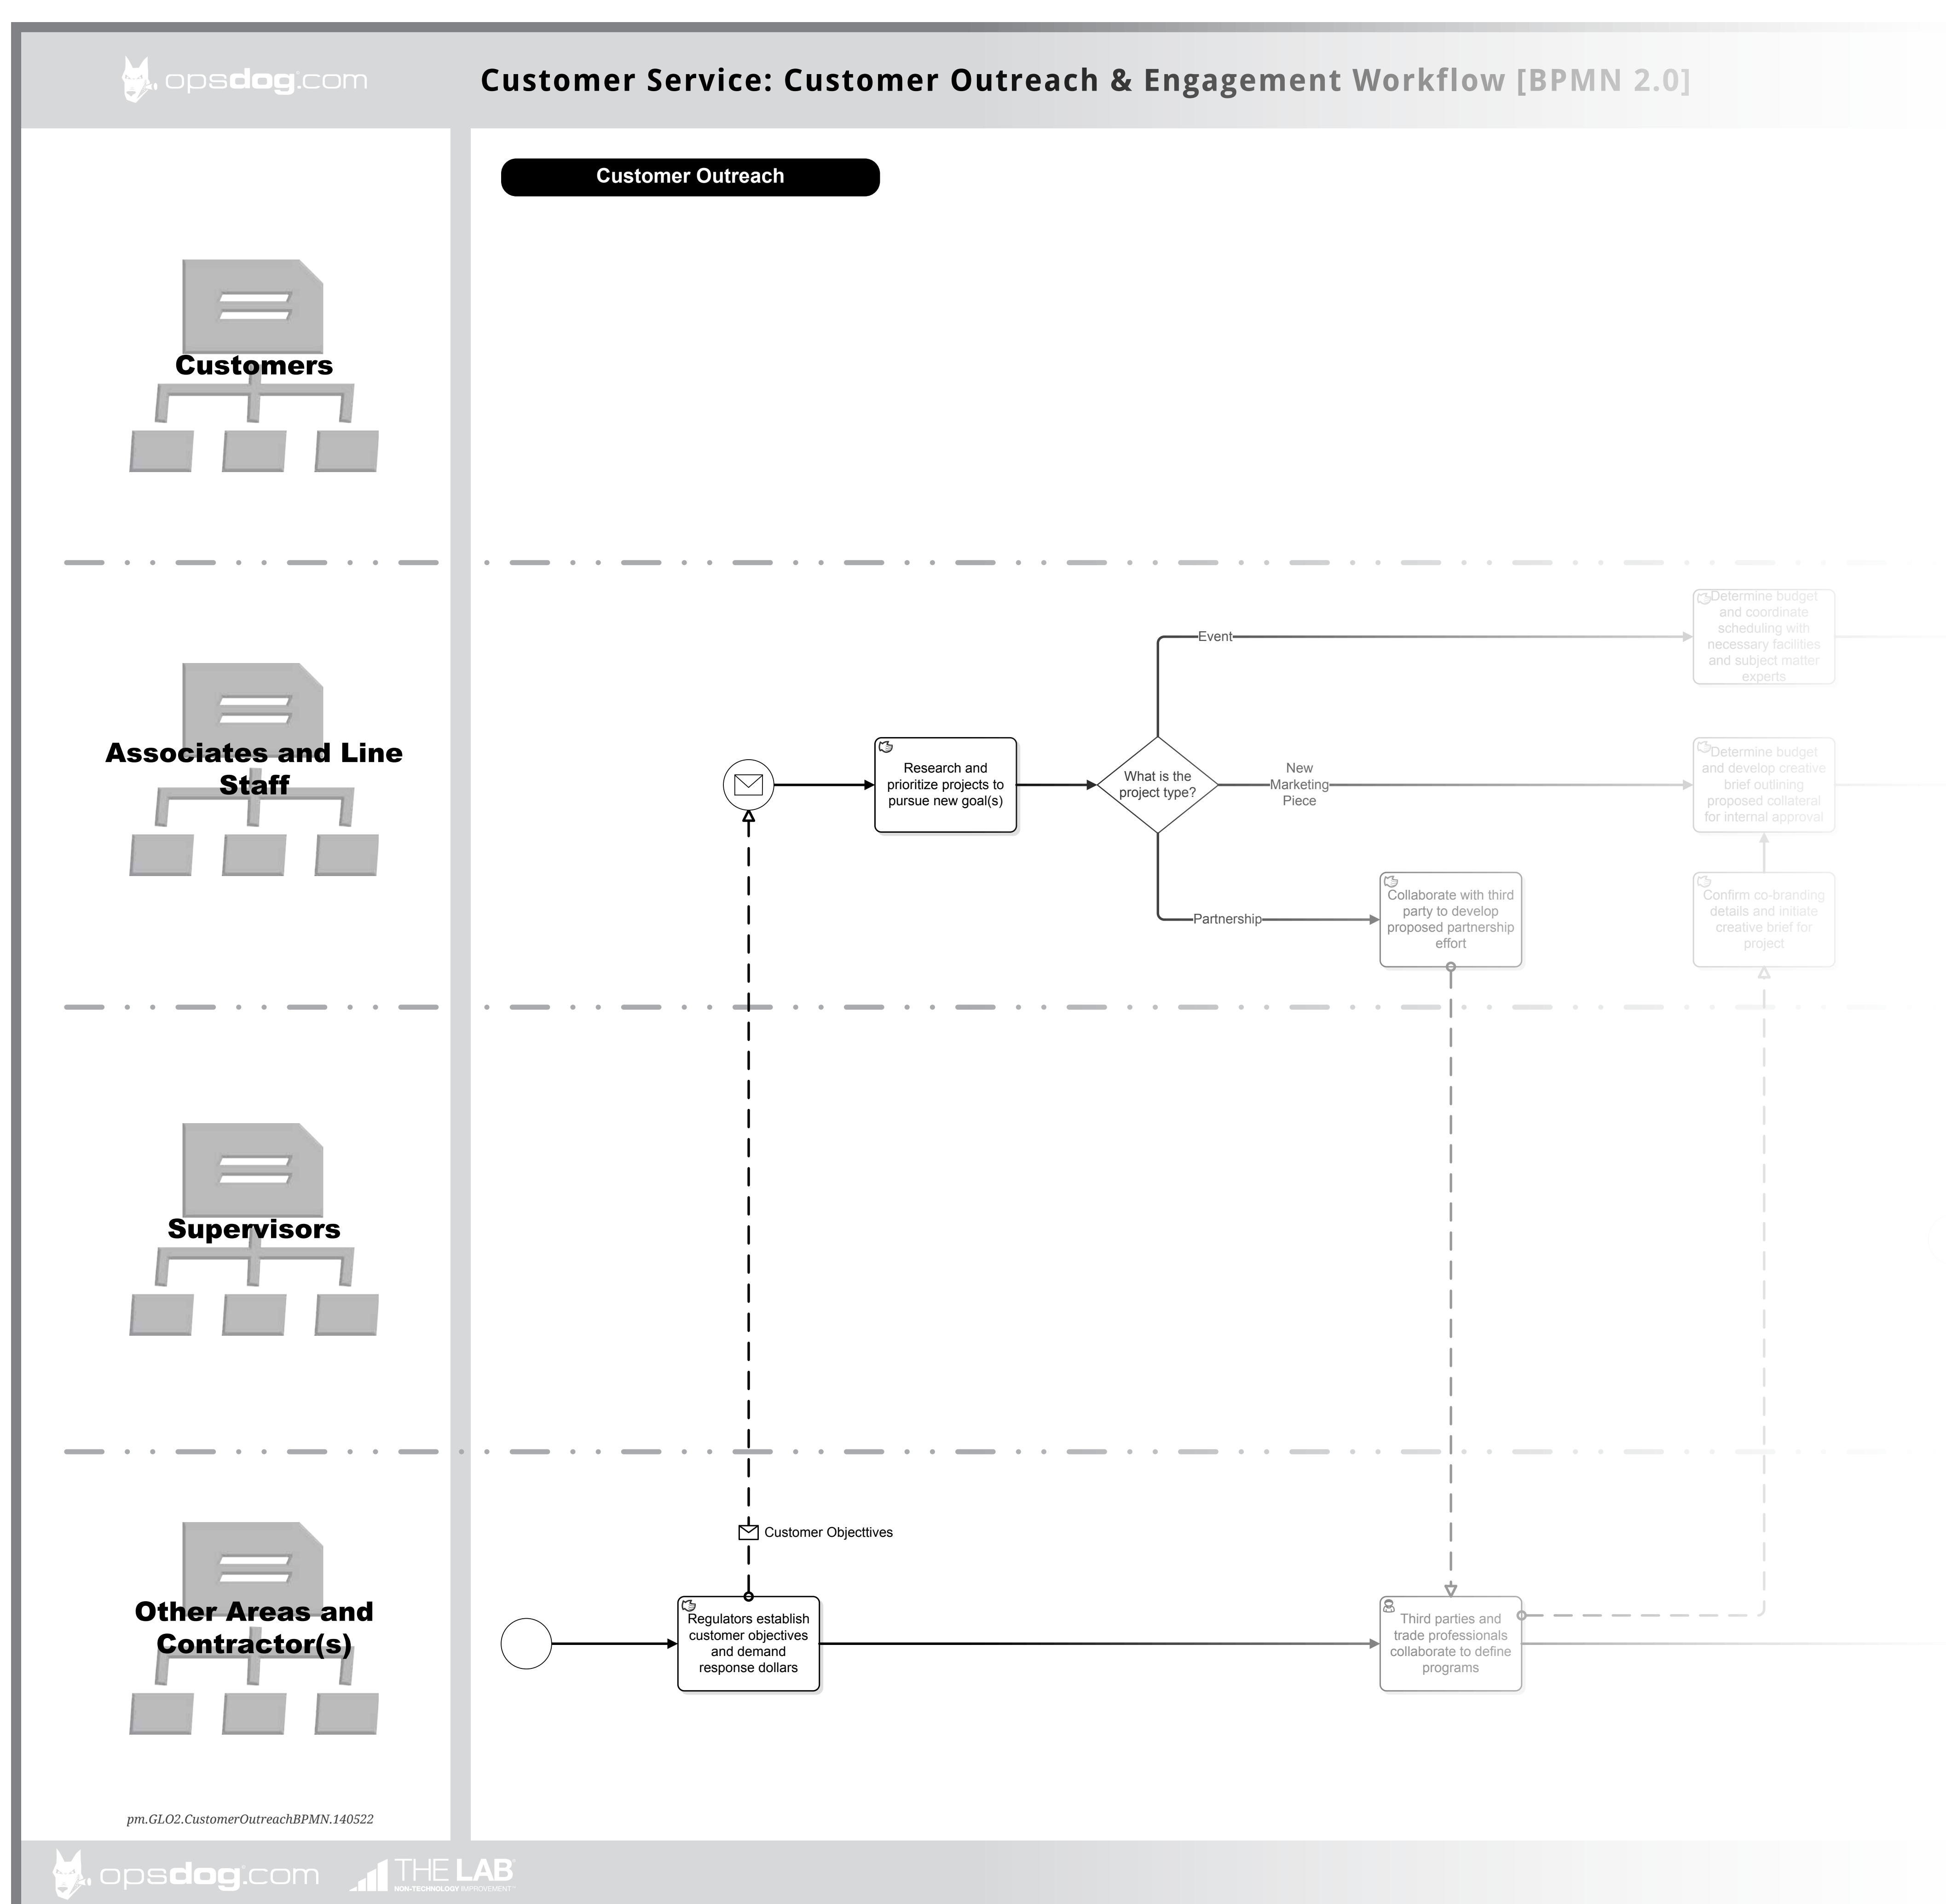 opsdog.com
Customer Service: Customer Outreach & Engagement Workflow [BPMN 2.0]
Customer Outreach
Customers
Associates and Line
Staff
Supervisors
Other Areas and
Contractor(s)
Event
Determine budget
and coordinate
scheduling with
necessary facilities
and subject matter
experts
Research and
prioritize projects to
pursue new goal(s)
What is the
project type?
New
Marketing
Piece
Determine budget
and develop creative
brief outlining
proposed collateral
for internal approval
Partnership
Collaborate with third
party to develop
proposed partnership
effort
Confirm co-branding
details and initiate
creative brief for
project
Customer Objecttives
Regulators establish
customer objectives
and demand
response dollars
Third parties and
trade professionals
collaborate to define
programs
pm.GLO2.CustomerOutreachBPMN.140522
opsdog.com
THE LAB
NON-TECHNOLOGY IMPROVEMENT